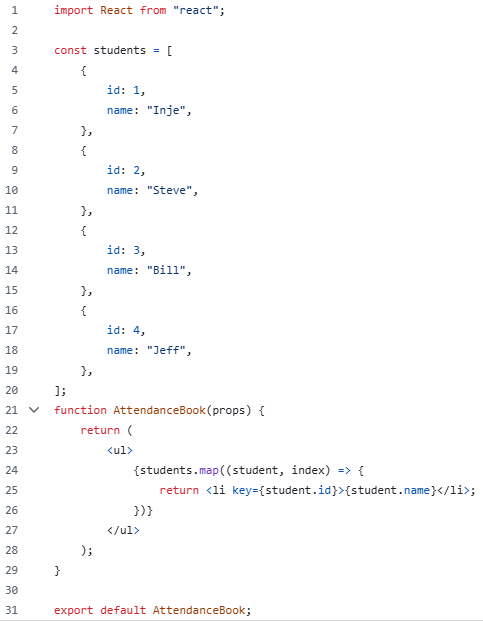 1 import React from "react";
2
3 const students = [
4     {
5         id: 1,
6         name: "Inje",
7     },
8     {
9         id: 2,
10         name: "Steve",
11     },
12     {
13         id: 3,
14         name: "Bill",
15     },
16     {
17         id: 4,
18         name: "Jeff",
19     },
20 ];
21 function AttendanceBook(props) {
22     return (
23         <ul>
24             {students.map((student, index) => {
25                 return <li key={student.id}>{student.name}</li>;
26             })}
27         </ul>
28     );
29 }
30
31 export default AttendanceBook;